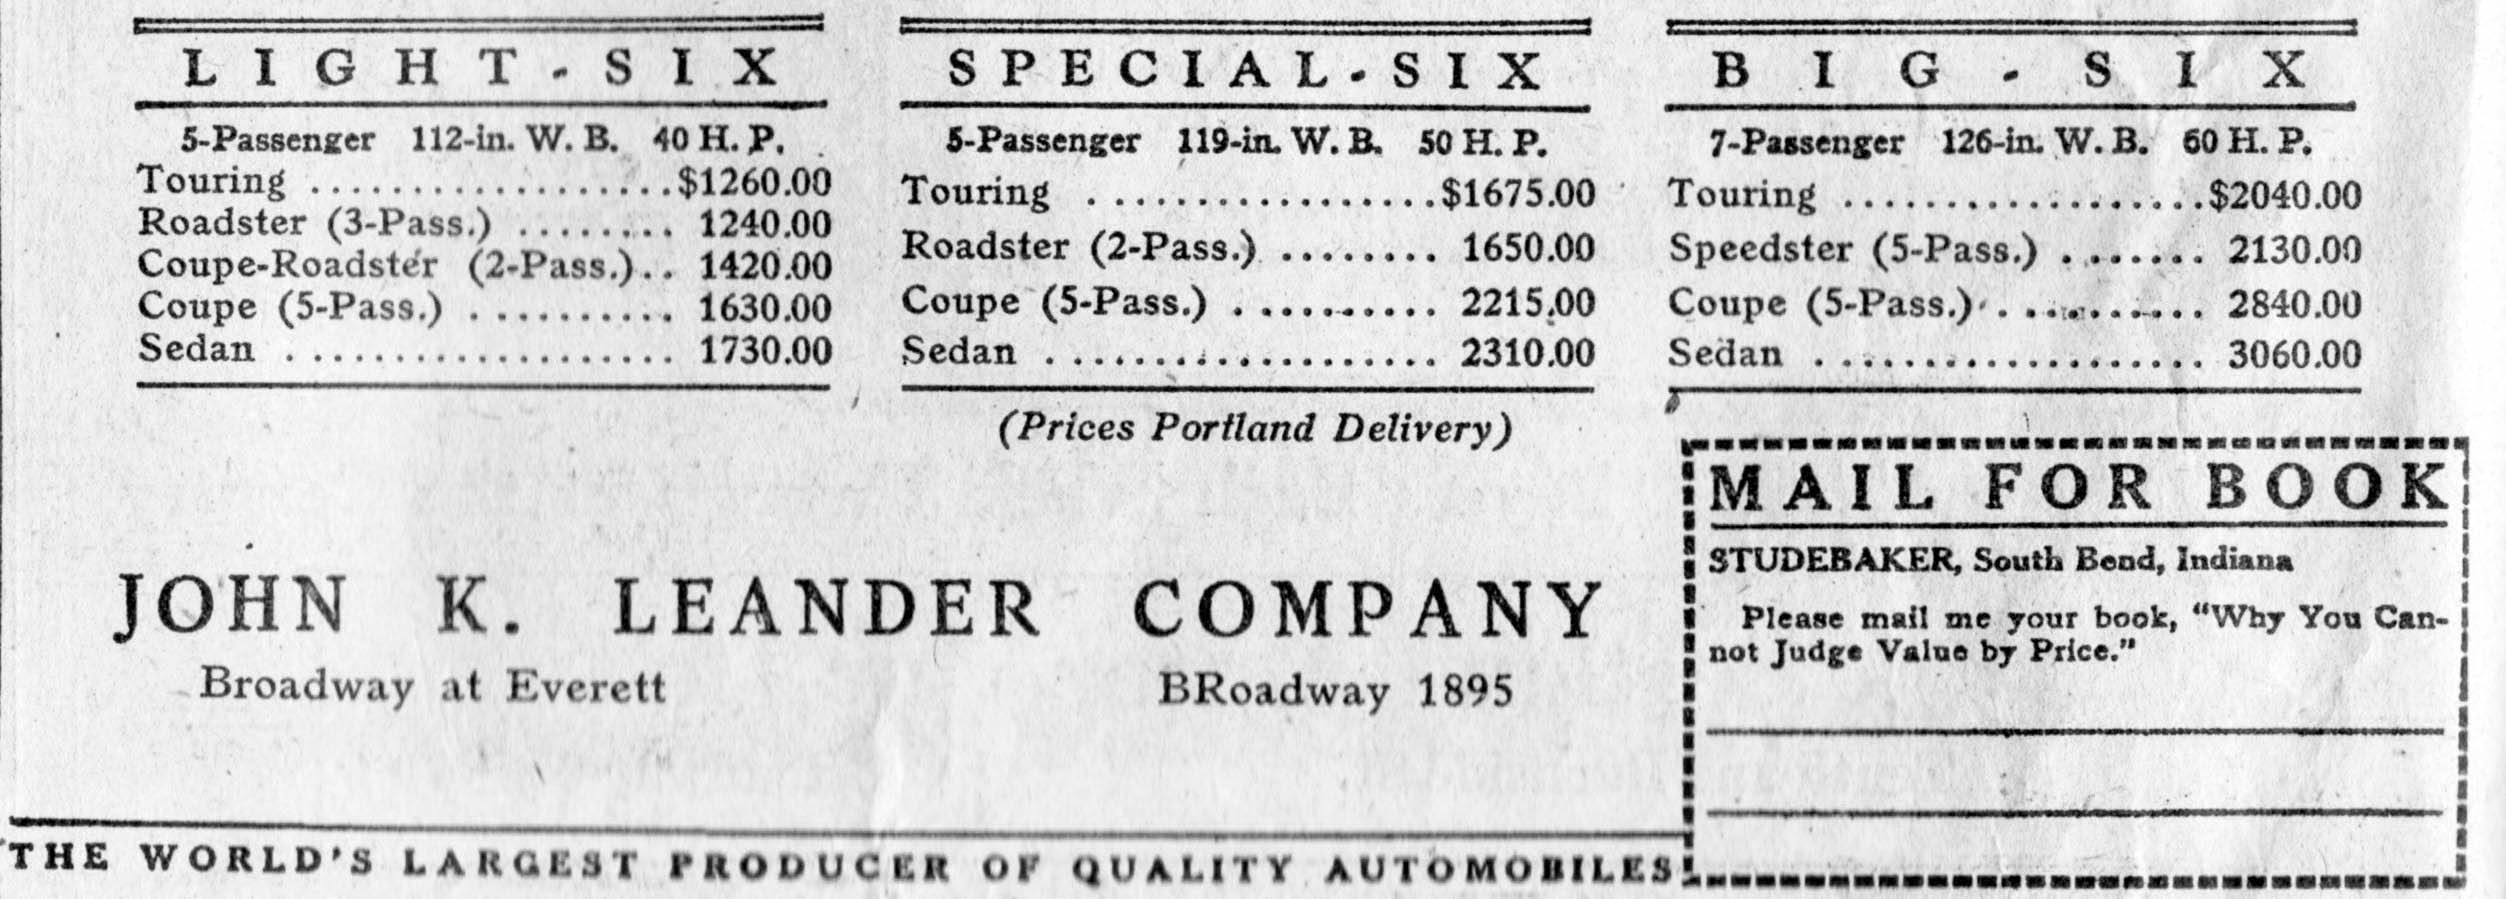 LIGHT-SIX
5-Passenger 112-in. W. B. 40 H. P.
Touring ..................$1260.00
Roadster (3-Pass.) ........ 1240.00
Coupe-Roadster (2-Pass.).. 1420.00
Coupe (5-Pass.) .......... 1630.00
Sedan ................... 1730.00
SPECIAL-SIX
5-Passenger 119-in. W. B. 50 H. P.
Touring .................$1675.00
Roadster (2-Pass.) ........ 1650.00
Coupe (5-Pass.) .......... 2215.00
Sedan ................... 2310.00
(Prices Portland Delivery)
BIG-SIX
7-Passenger 126-in. W. B. 60 H. P.
Touring ..................$2040.00
Speedster (5-Pass.) ....... 2130.00
Coupe (5-Pass.) .......... 2840.00
Sedan ................... 3060.00
JOHN K. LEANDER COMPANY
Broadway at Everett BRoadway 1895
MAIL FOR BOOK
STUDEBAKER, South Bend, Indiana
Please mail me your book, "Why You Can-
not Judge Value by Price."
THE WORLD'S LARGEST PRODUCER OF QUALITY AUTOMOBILES